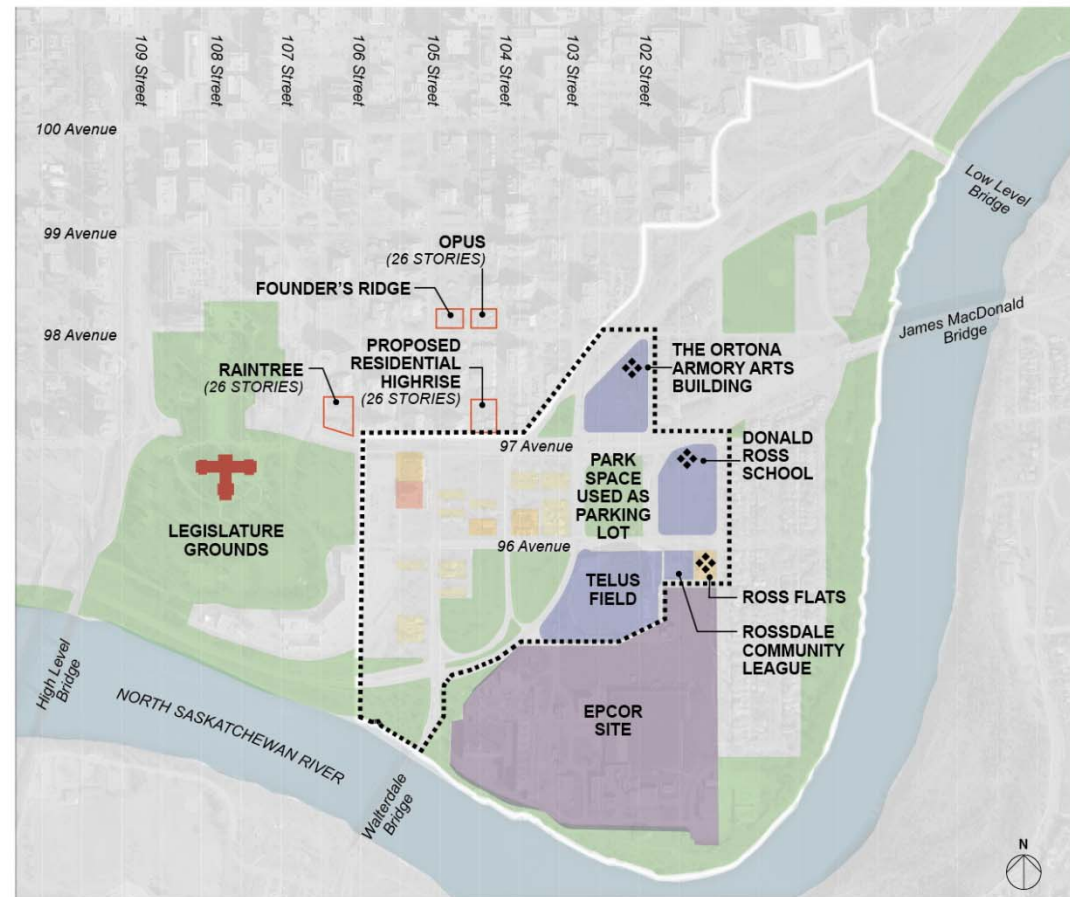 109 Street
108 Street
107 Street
106 Street
105 Street
104 Street
103 Street
102 Street
100 Avenue
99 Avenue
98 Avenue
OPUS
(26 STORIES)
FOUNDER'S RIDGE
RAINTREE
(26 STORIES)
PROPOSED
RESIDENTIAL
HIGHRISE
(26 STORIES)
THE ORTONA
ARMORY ARTS
BUILDING
Low Level
Bridge
James MacDonald
Bridge
97 Avenue
DONALD
ROSS
SCHOOL
PARK
SPACE
USED AS
PARKING
LOT
LEGISLATURE
GROUNDS
96 Avenue
TELUS
FIELD
ROSS FLATS
ROSSDALE
COMMUNITY
LEAGUE
EPCOR
SITE
High Level
Bridge
NORTH SASKATCHEWAN RIVER
Walterdale
Bridge
N